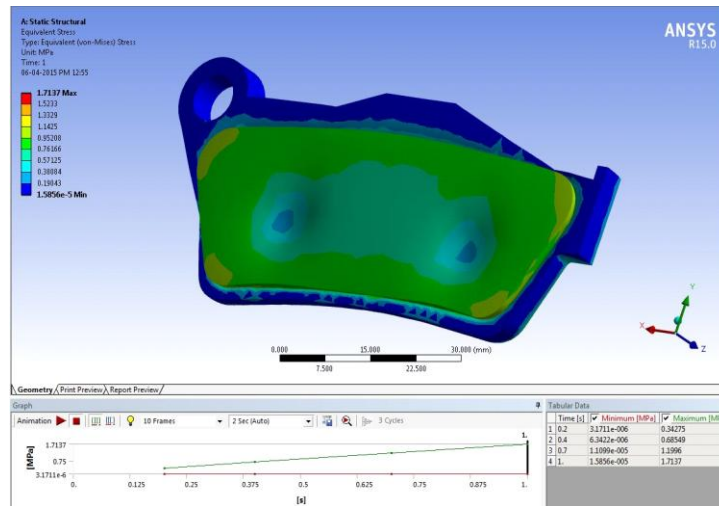 A: Static Structural
Equivalent Stress
Type: Equivalent (von-Mises) Stress
Unit: MPa
Time: 1
06-04-2015 PM 12:55
ANSYS
R15.0
1.7137 Max
1.5233
1.3329
1.1425
0.95208
0.76166
0.57125
0.38084
0.19043
1.5856e-5 Min
Y
X
Z
0.000 15.000 30.000 (mm)
7.500 22.500
Geometry Print Preview Report Preview
Graph
Animation 10 Frames 2 Sec (Auto) 3 Cycles
1.
1.7137
0.75
3.1711e-6
[MPa]
0. 0.125 0.25 0.375 0.5 0.625 0.75 0.875 1.
[s]
Tabular Data
Time [s] Minimum [MPa] Maximum [M
1 0.2 3.1711e-006 0.34275
2 0.4 6.3422e-006 0.68549
3 0.7 1.1099e-005 1.1996
4 1. 1.5856e-005 1.7137